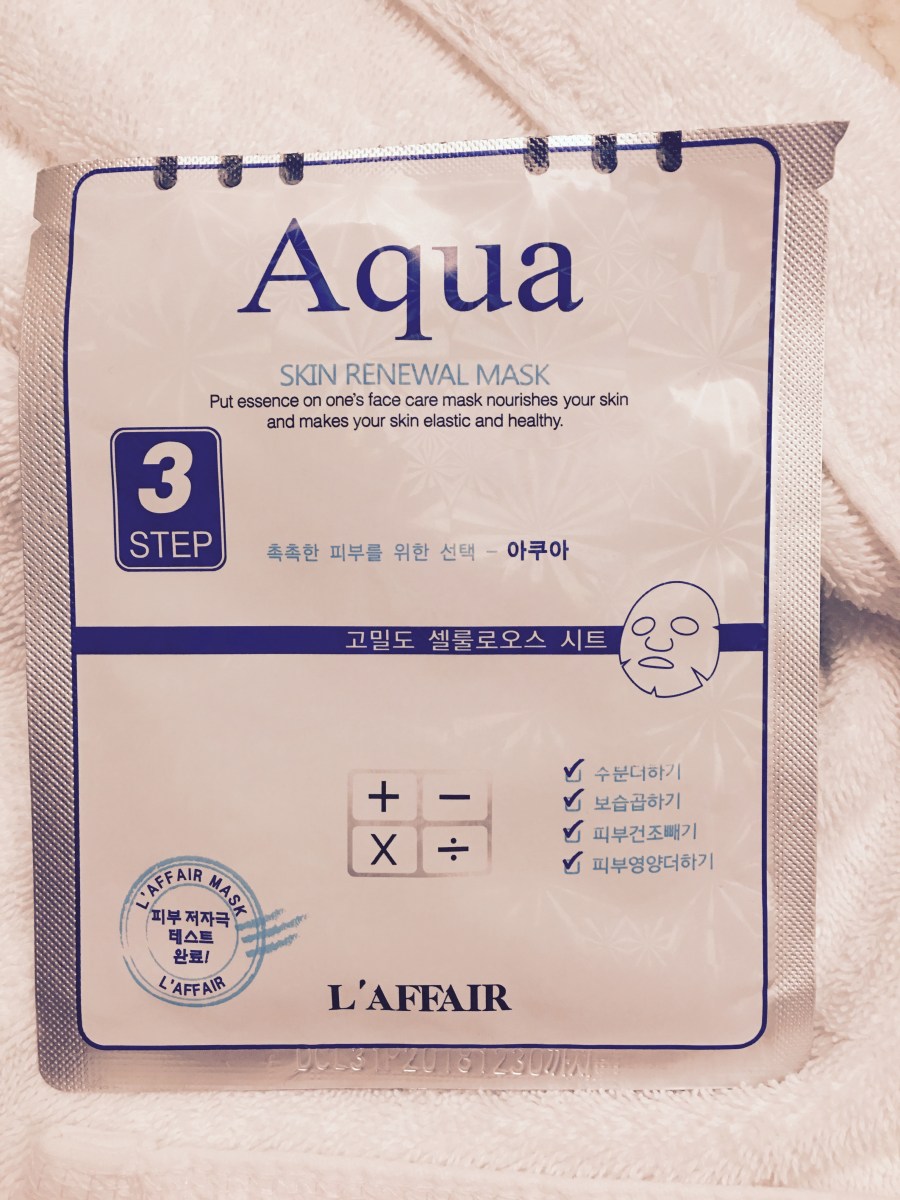 Aqua
SKIN RENEWAL MASK
Put essence on one's face care mask nourishes your skin
and makes your skin elastic and healthy.
3
STEP
촉촉한 피부를 위한 선택 - 아쿠아
고밀도 셀룰로오스 시트
+ −
X ÷
수분더하기
보습곱하기
피부건조빼기
피부영양더하기
L'AFFAIR MASK
피부 저자극
테스트
완료!
L'AFFAIR
L'AFFAIR